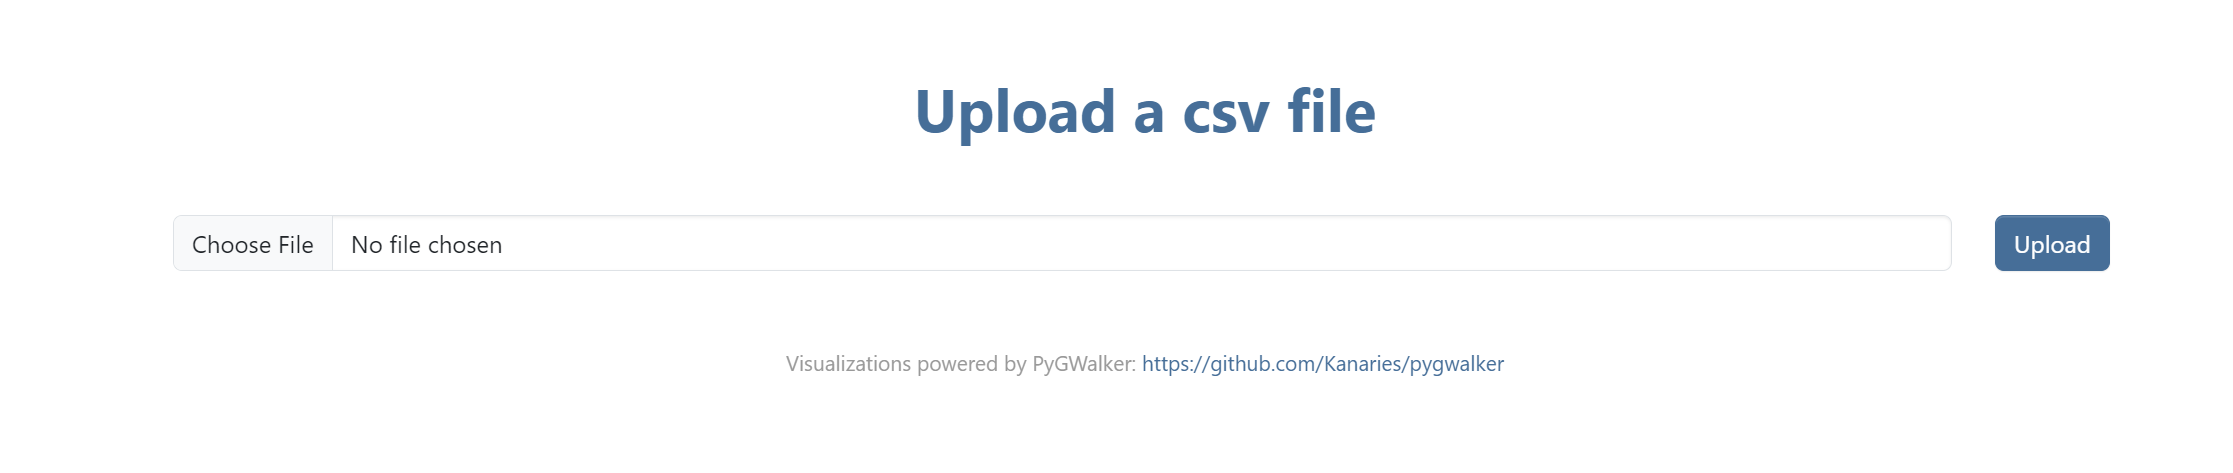 Upload a csv file
Choose File No file chosen Upload
Visualizations powered by PyGWalker: https://github.com/Kanaries/pygwalker